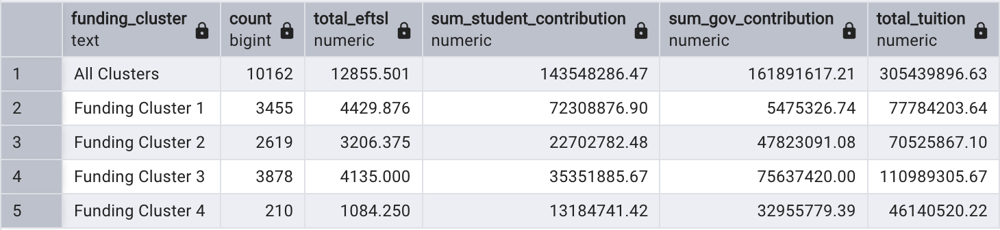 funding_cluster count total_eftsl sum_student_contribution sum_gov_contribution total_tuition
text bigint numeric numeric numeric numeric
1 All Clusters 10162 12855.501 143548286.47 161891617.21 305439896.63
2 Funding Cluster 1 3455 4429.876 72308876.90 5475326.74 77784203.64
3 Funding Cluster 2 2619 3206.375 22702782.48 47823091.08 70525867.10
4 Funding Cluster 3 3878 4135.000 35351885.67 75637420.00 110989305.67
5 Funding Cluster 4 210 1084.250 13184741.42 32955779.39 46140520.22